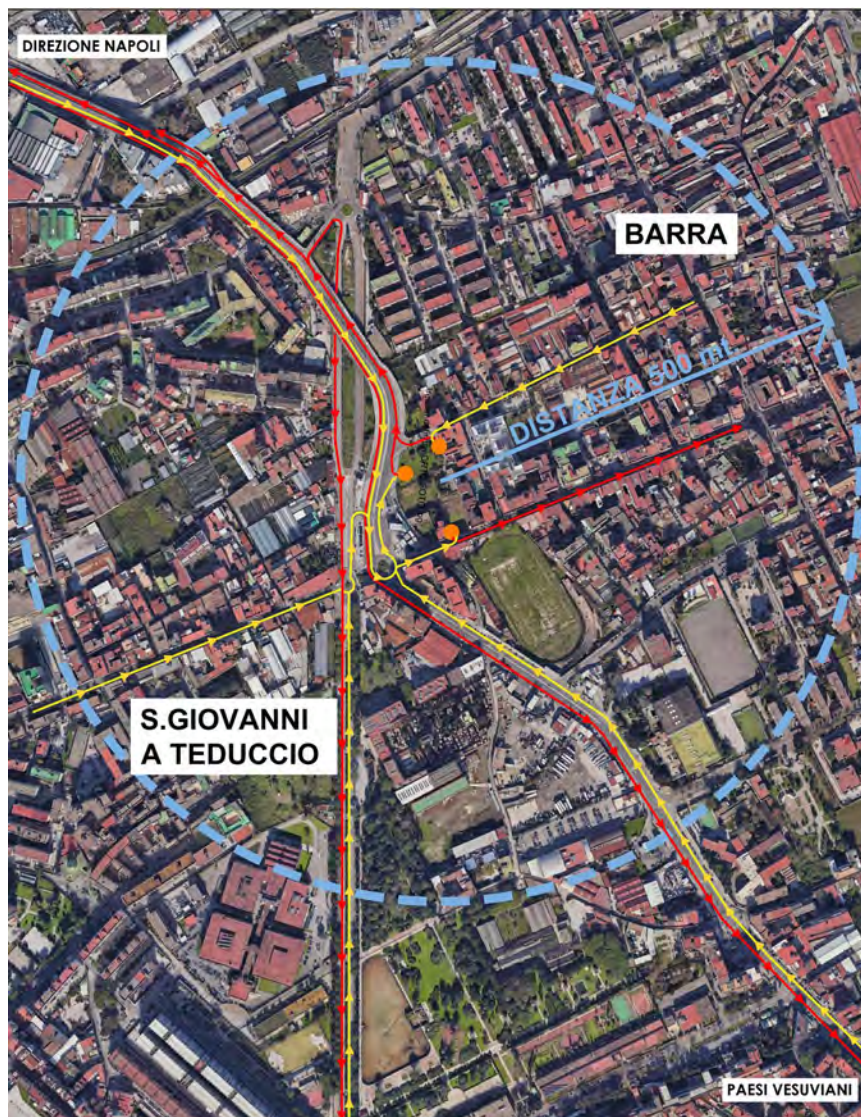 DIREZIONE NAPOLI
BARRA
DISTANZA 500 mt.
S.GIOVANNI
A TEDUCCIO
PAESI VESUVIANI